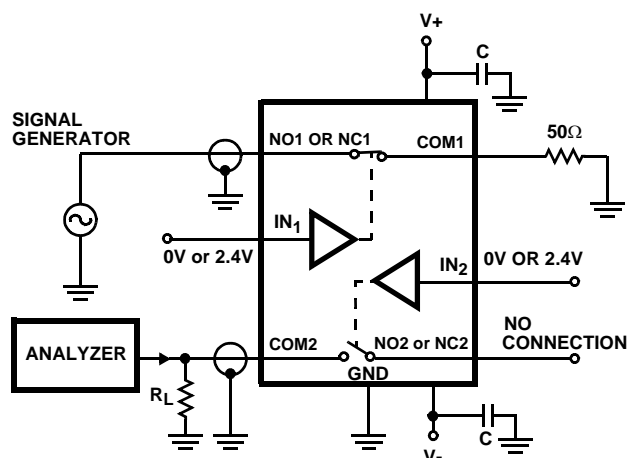 V+
C
SIGNAL
GENERATOR
NO1 OR NC1
COM1
50Ω
IN1
0V or 2.4V
IN2
0V OR 2.4V
ANALYZER
COM2
NO2 or NC2
NO
CONNECTION
GND
RL
C
V-